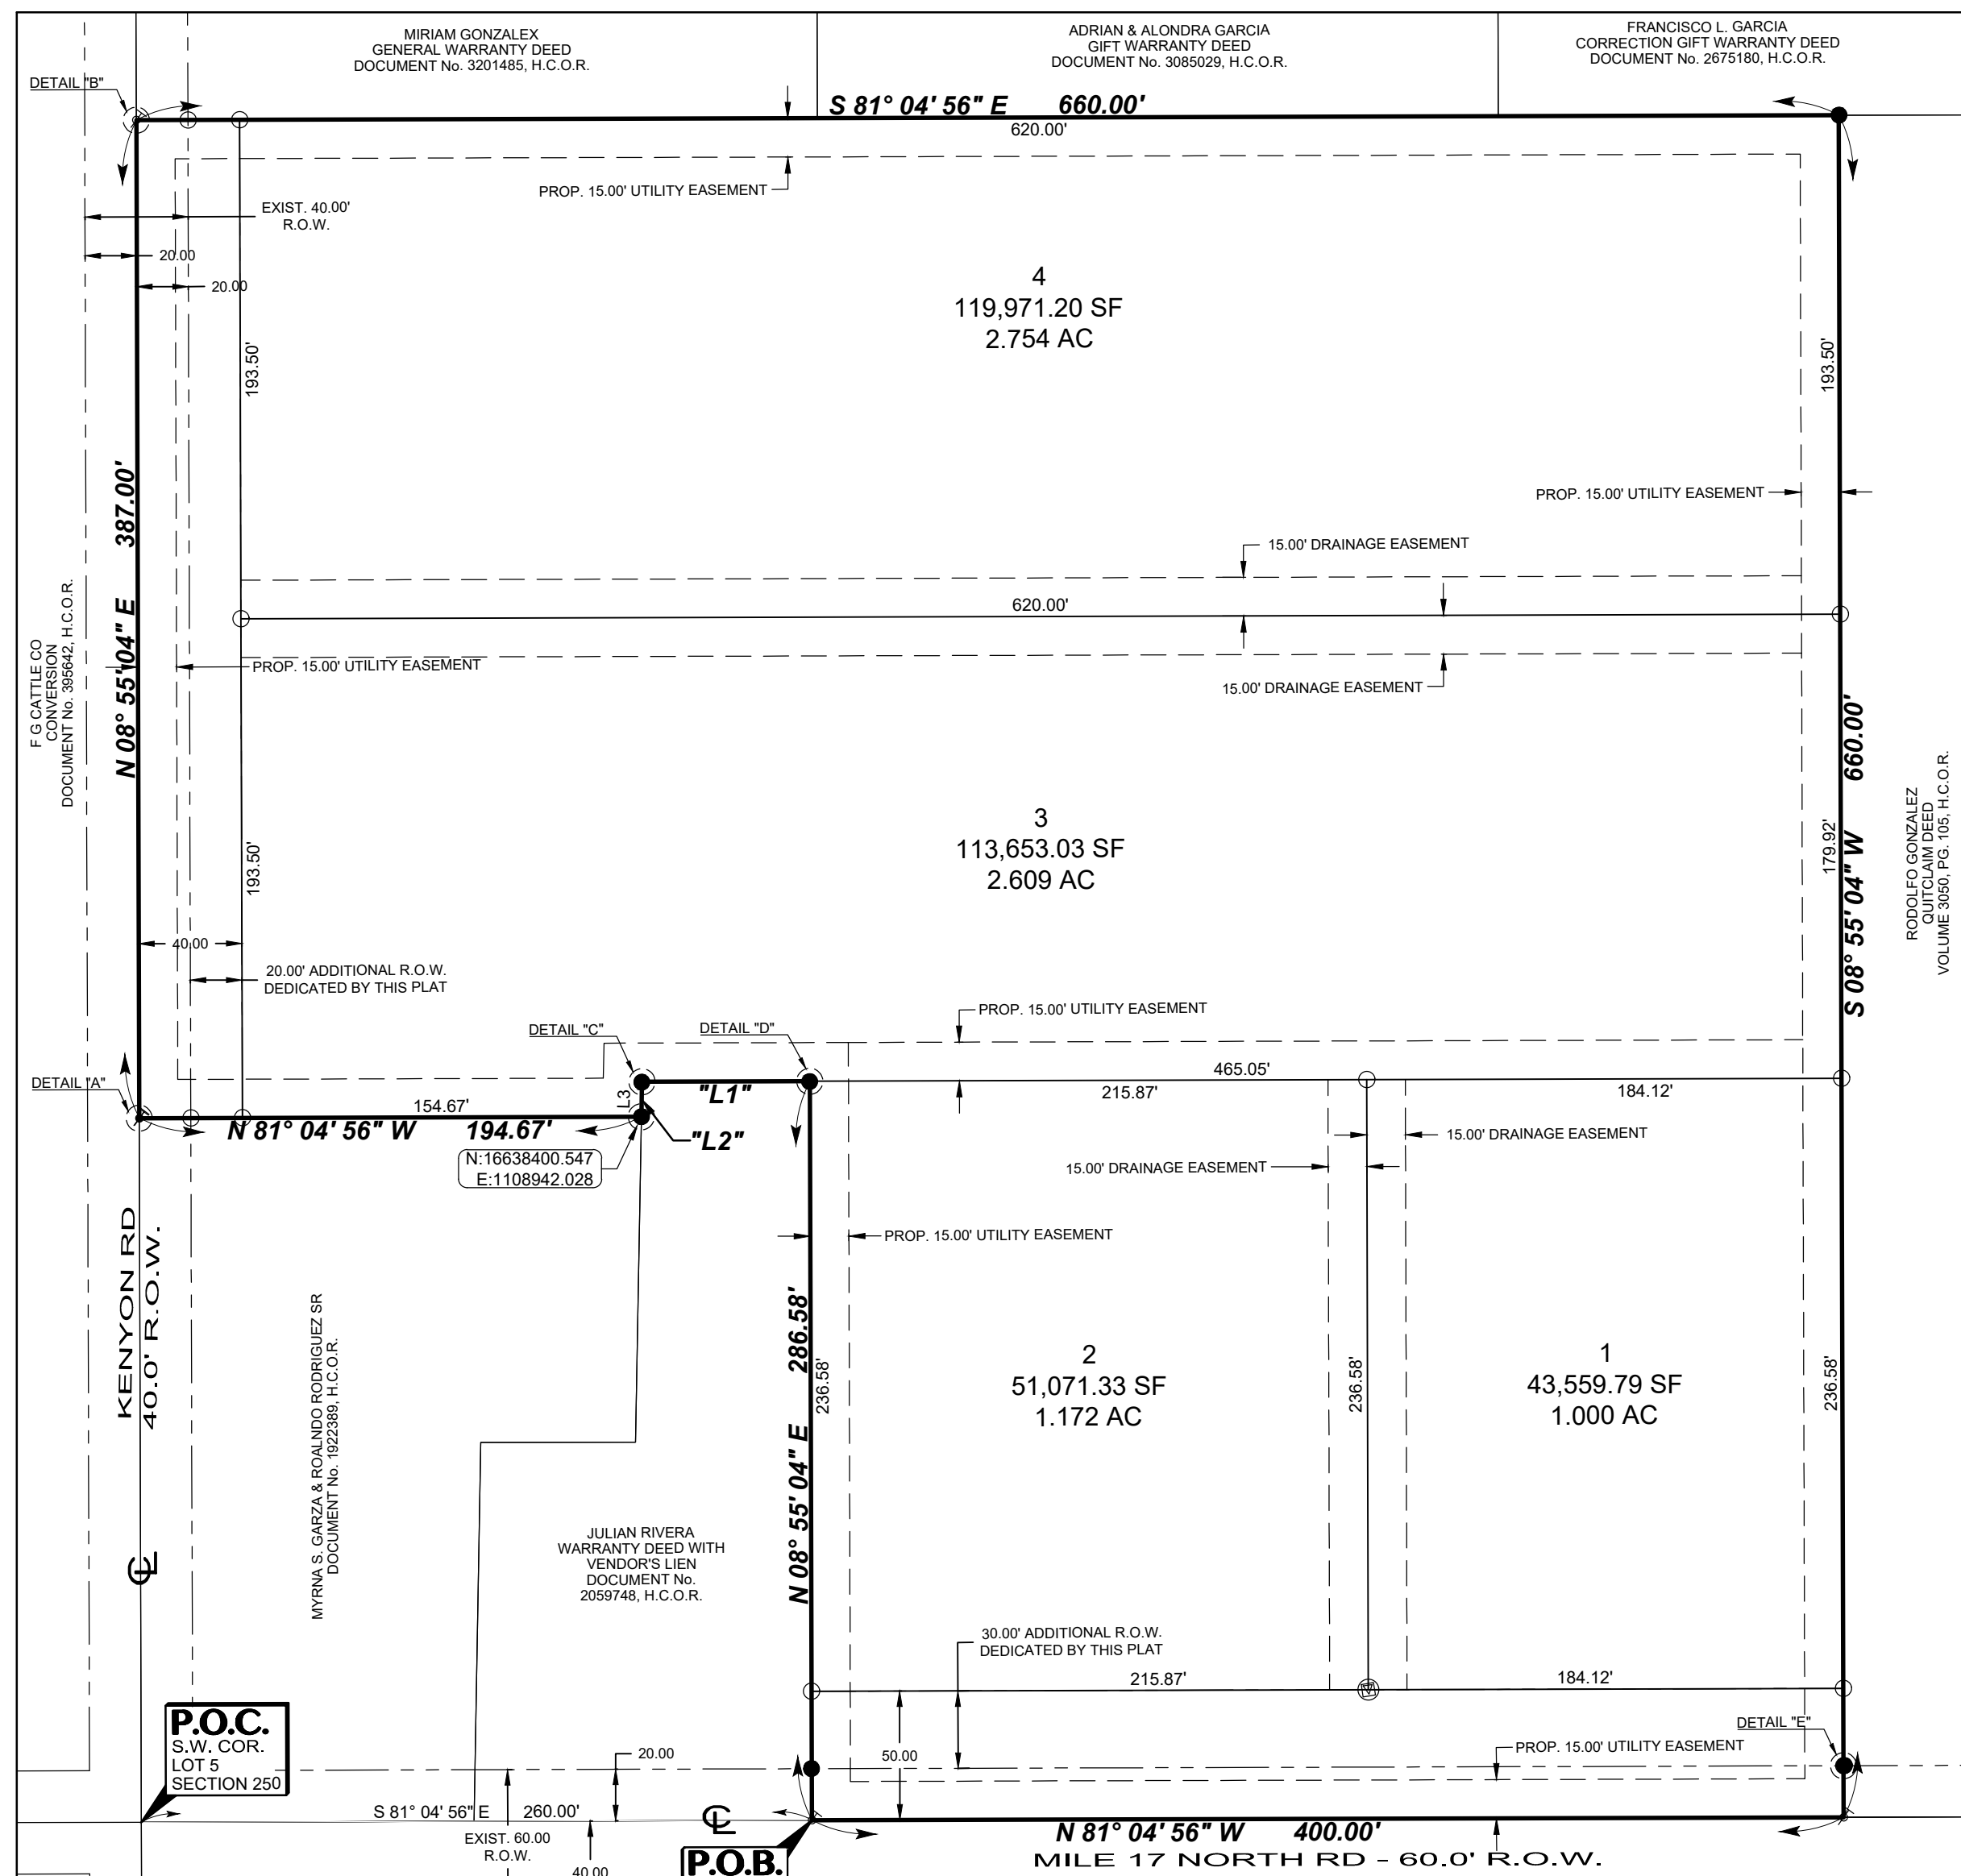 MIRIAM GONZALEX
GENERAL WARRANTY DEED
DOCUMENT No. 3201485, H.C.O.R.
ADRIAN & ALONDRA GARCIA
GIFT WARRANTY DEED
DOCUMENT No. 3085029, H.C.O.R.
FRANCISCO L. GARCIA
CORRECTION GIFT WARRANTY DEED
DOCUMENT No. 2675180, H.C.O.R.
DETAIL "B"
S 81° 04' 56" E 660.00'
620.00'
PROP. 15.00' UTILITY EASEMENT
EXIST. 40.00'
R.O.W.
20.00
20.00
4
119,971.20 SF
2.754 AC
193.50'
193.50'
N 08° 55'04" E 387.00'
PROP. 15.00' UTILITY EASEMENT
15.00' DRAINAGE EASEMENT
620.00'
F G CATTLE CO
CONVERSION
DOCUMENT No. 395642, H.C.O.R.
PROP. 15.00' UTILITY EASEMENT
15.00' DRAINAGE EASEMENT
S 08° 55' 04" W 660.00'
RODOLFO GONZALEZ
QUITCLAIM DEED
VOLUME 3050, PG. 105, H.C.O.R.
3
113,653.03 SF
2.609 AC
193.50'
179.92'
40.00
20.00' ADDITIONAL R.O.W.
DEDICATED BY THIS PLAT
PROP. 15.00' UTILITY EASEMENT
DETAIL "C"
DETAIL "D"
DETAIL "A"
465.05'
"L1"
L3
215.87'
184.12'
154.67'
N 81° 04' 56" W 194.67'
"L2"
N:16638400.547
E:1108942.028
15.00' DRAINAGE EASEMENT
15.00' DRAINAGE EASEMENT
PROP. 15.00' UTILITY EASEMENT
KENYON RD
40.0' R.O.W.
MYRNA S. GARZA & ROALNDO RODRIGUEZ SR
DOCUMENT No. 1922389, H.C.O.R.
N 08° 55' 04" E 286.58'
236.58'
2
51,071.33 SF
1.172 AC
236.58'
1
43,559.79 SF
1.000 AC
236.58'
JULIAN RIVERA
WARRANTY DEED WITH
VENDOR'S LIEN
DOCUMENT No.
2059748, H.C.O.R.
CL
30.00' ADDITIONAL R.O.W.
DEDICATED BY THIS PLAT
215.87'
184.12'
P.O.C.
S.W. COR.
LOT 5
SECTION 250
DETAIL "E"
20.00
50.00
PROP. 15.00' UTILITY EASEMENT
S 81° 04' 56" E 260.00'
CL
EXIST. 60.00
R.O.W.
40.00
P.O.B.
N 81° 04' 56" W 400.00'
MILE 17 NORTH RD - 60.0' R.O.W.